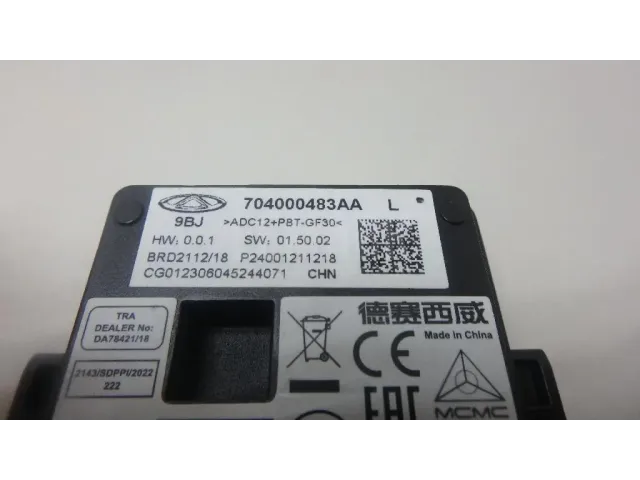 704000483AA L
9BJ >ADC12+PBT-GF30<
HW: 0.0.1 SW: 01.50.02
BRD2112/18 P24001211218
CG012306045244071 CHN
TRA
DEALER No:
DA78421/18
2143/SDPPI/2022
222
德赛西威
Made in China
CE
EAC
MCMC